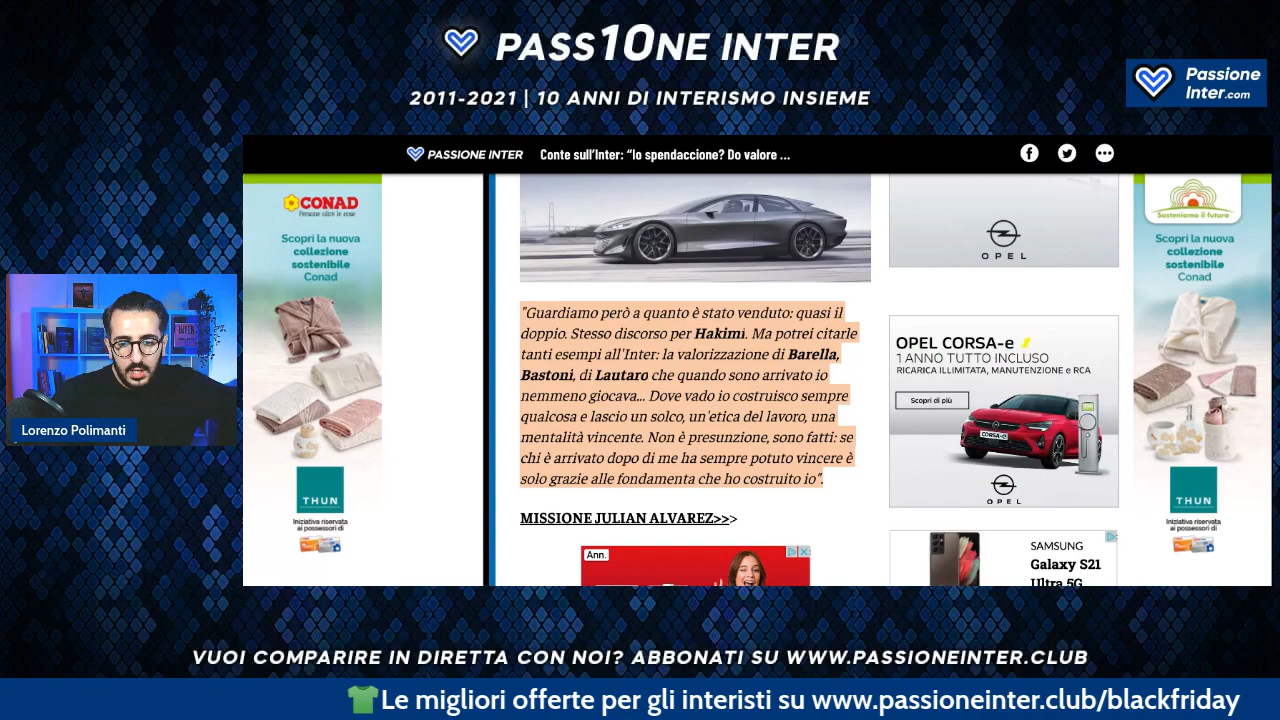 PASS10NE INTER
2011-2021 | 10 ANNI DI INTERISMO INSIEME
Passione
Inter.com
PASSIONE INTER
Conte sull'Inter: "Io spendaccione? Do valore ...
CONAD
Persone oltre le cose
Scopri la nuova
collezione
sostenibile
Conad
THUN
Iniziativa riservata
ai possessori di
OPEL
Sosteniamo il futuro
Scopri la nuova
collezione
sostenibile
Conad
THUN
Iniziativa riservata
ai possessori di
INTER
Lorenzo Polimanti
"Guardiamo però a quanto è stato venduto: quasi il
doppio. Stesso discorso per Hakimi. Ma potrei citarle
tanti esempi all'Inter: la valorizzazione di Barella,
Bastoni, di Lautaro che quando sono arrivato io
nemmeno giocava... Dove vado io costruisco sempre
qualcosa e lascio un solco, un'etica del lavoro, una
mentalità vincente. Non è presunzione, sono fatti: se
chi è arrivato dopo di me ha sempre potuto vincere è
solo grazie alle fondamenta che ho costruito io".
MISSIONE JULIAN ALVAREZ>>>
Ann.
OPEL CORSA-e
1 ANNO TUTTO INCLUSO
RICARICA ILLIMITATA, MANUTENZIONE e RCA
Scopri di più
CORSA-e
OPEL
SAMSUNG
Galaxy S21
Ultra 5G
VUOI COMPARIRE IN DIRETTA CON NOI? ABBONATI SU WWW.PASSIONEINTER.CLUB
Le migliori offerte per gli interisti su www.passioneinter.club/blackfriday